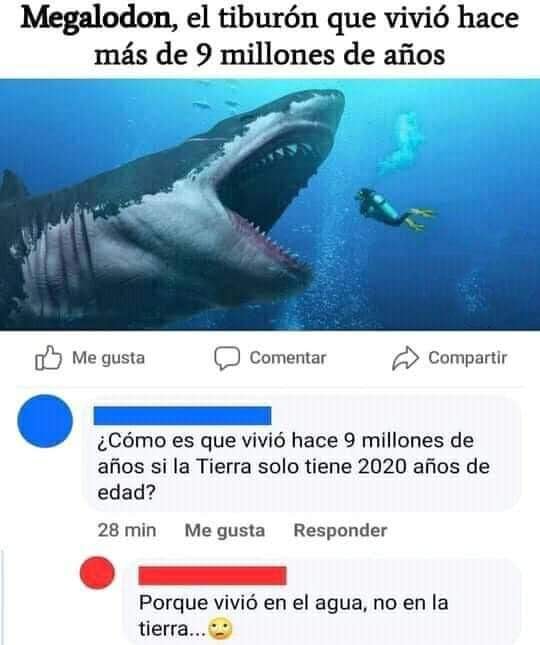 Megalodon, el tiburón que vivió hace
más de 9 millones de años
Me gusta
Comentar
Compartir
¿Cómo es que vivió hace 9 millones de
años si la Tierra solo tiene 2020 años de
edad?
28 min Me gusta Responder
Porque vivió en el agua, no en la
tierra...🙄